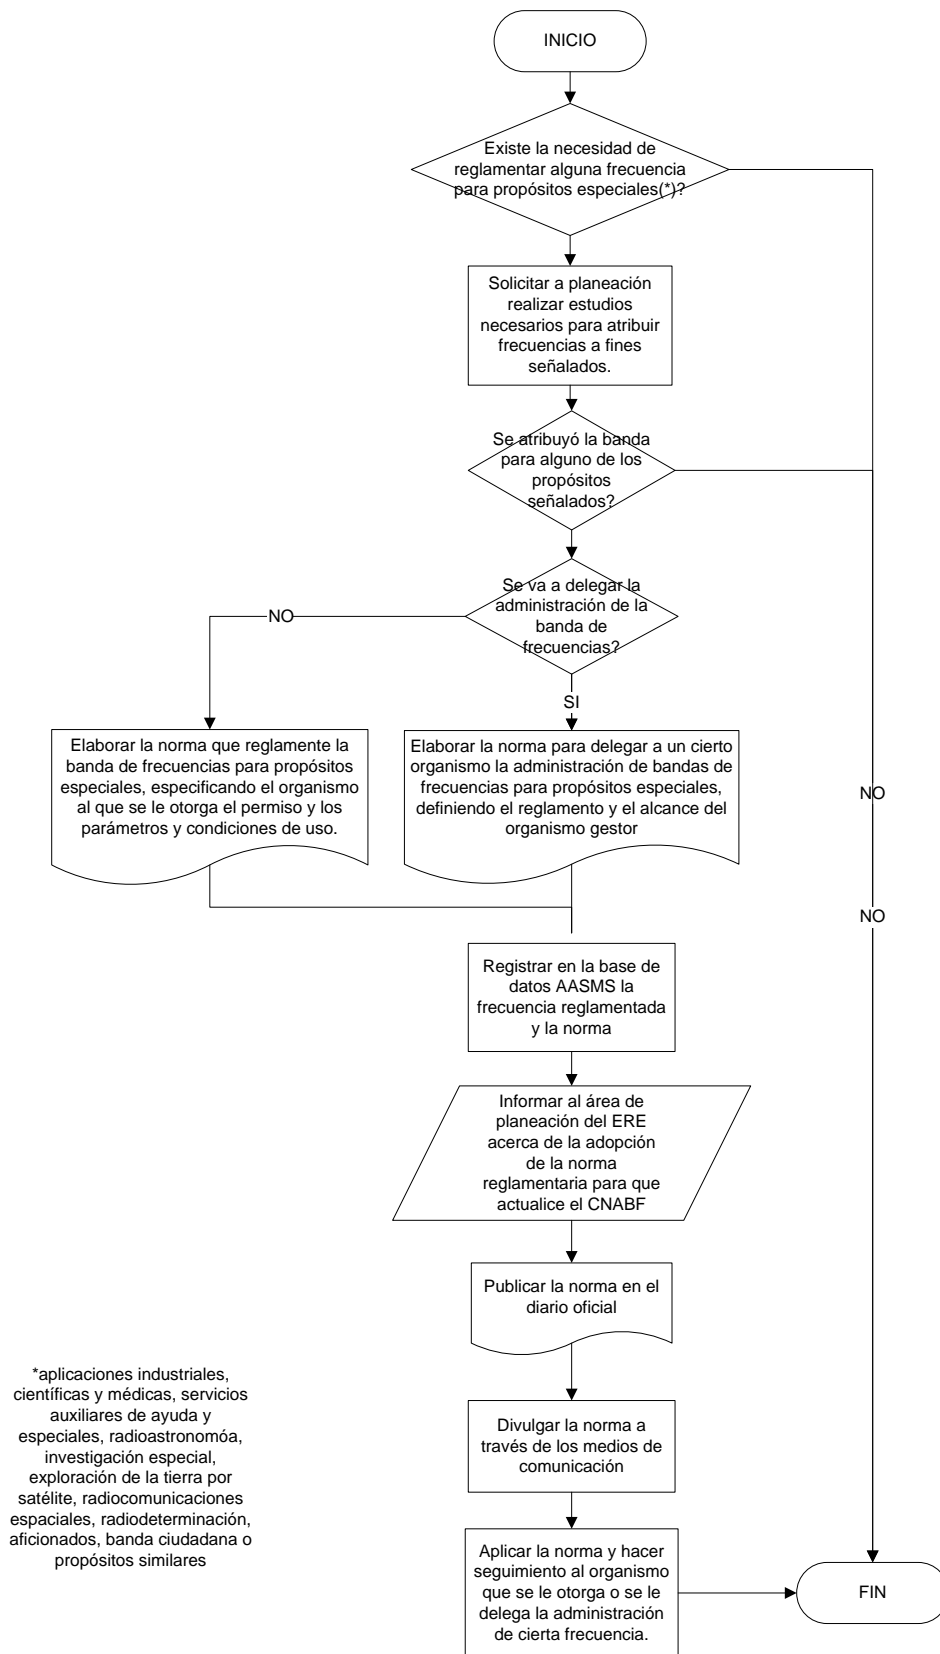 INICIO
Existe la necesidad de
reglamentar alguna frecuencia
para propósitos especiales(*)?
Solicitar a planeación
realizar estudios
necesarios para atribuir
frecuencias a fines
señalados.
Se atribuyó la banda
para alguno de los
propósitos
señalados?
Se va a delegar la
administración de la
banda de
frecuencias?
NO
SI
Elaborar la norma que reglamente la
banda de frecuencias para propósitos
especiales, especificando el organismo
al que se le otorga el permiso y los
parámetros y condiciones de uso.
Elaborar la norma para delegar a un cierto
organismo la administración de bandas de
frecuencias para propósitos especiales,
definiendo el reglamento y el alcance del
organismo gestor
NO
NO
Registrar en la base de
datos AASMS la
frecuencia reglamentada
y la norma
Informar al área de
planeación del ERE
acerca de la adopción
de la norma
reglamentaria para que
actualice el CNABF
Publicar la norma en el
diario oficial
*aplicaciones industriales,
científicas y médicas, servicios
auxiliares de ayuda y
especiales, radioastronomóa,
investigación especial,
exploración de la tierra por
satélite, radiocomunicaciones
espaciales, radiodeterminación,
aficionados, banda ciudadana o
propósitos similares
Divulgar la norma a
través de los medios de
comunicación
Aplicar la norma y hacer
seguimiento al organismo
que se le otorga o se le
delega la administración
de cierta frecuencia.
FIN